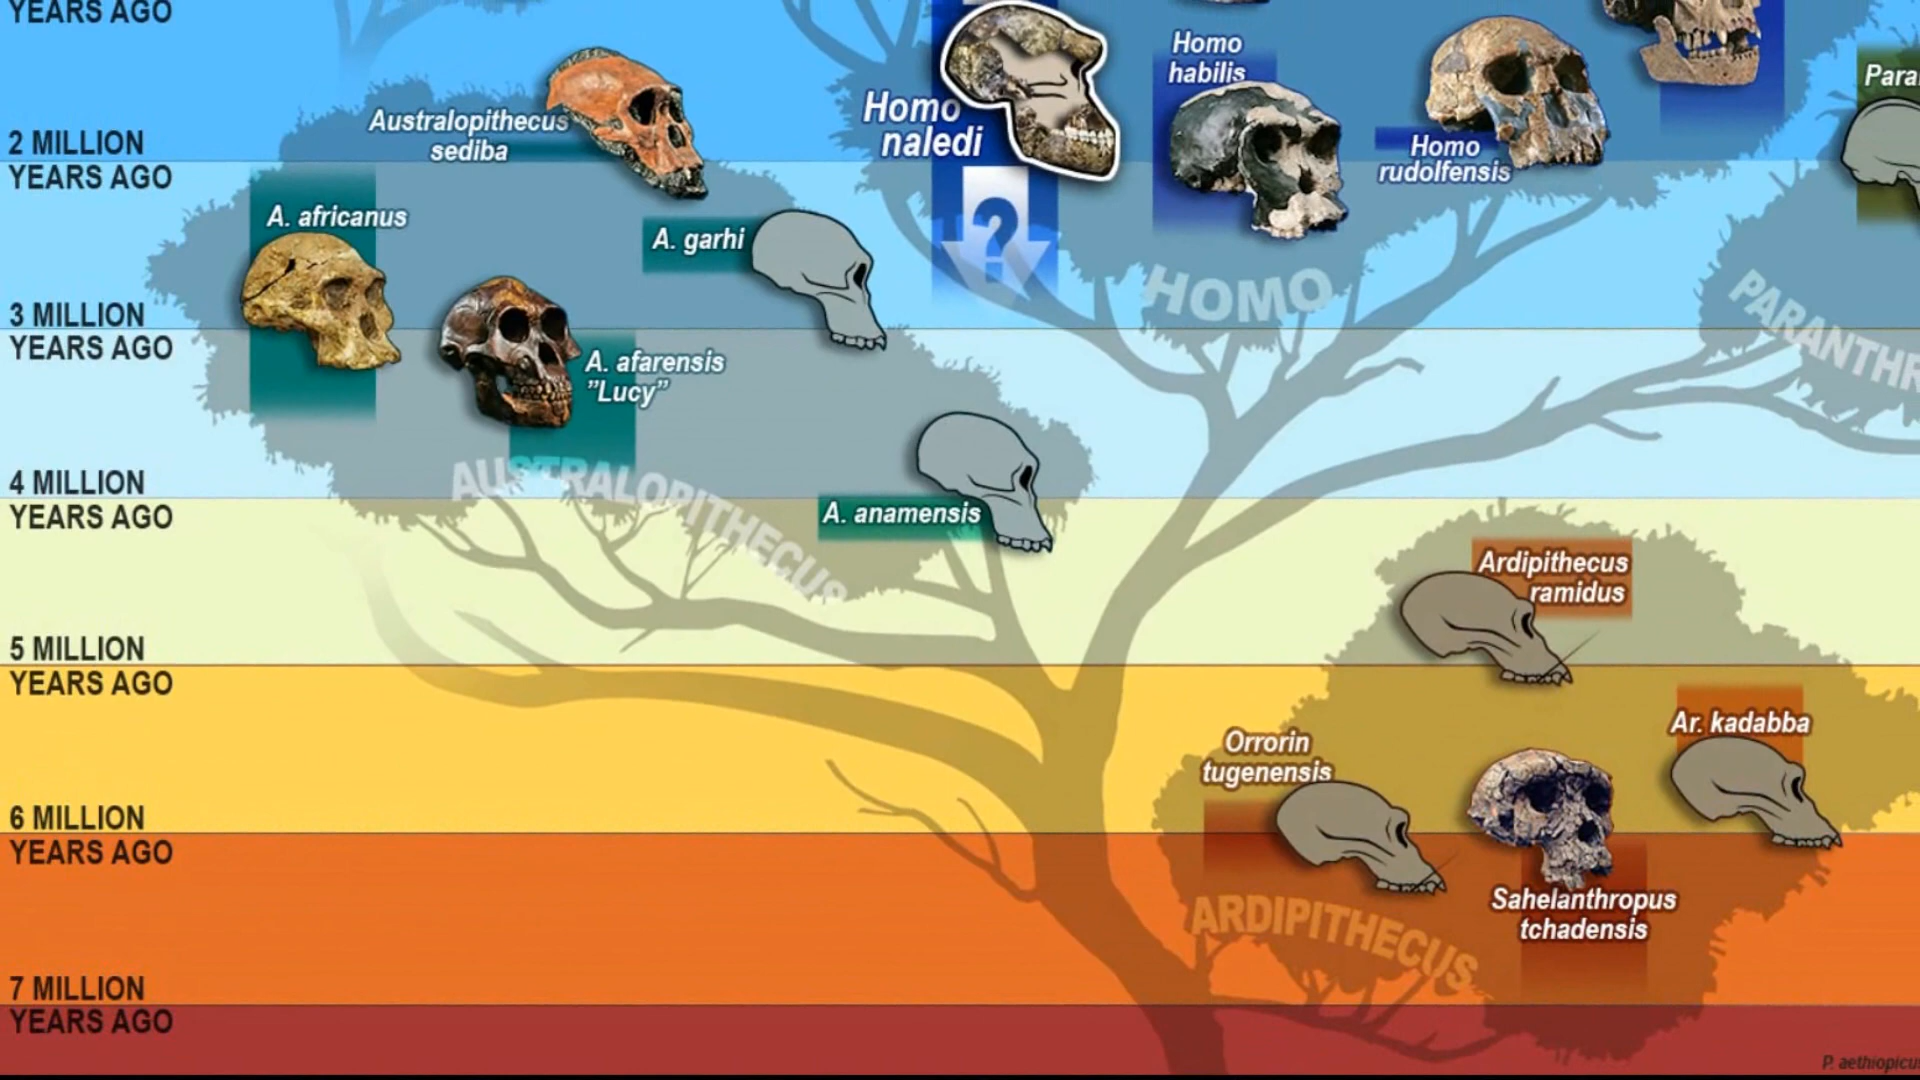 YEARS AGO
Homo
habilis
Australopithecus
sediba
Homo
naledi
2 MILLION
YEARS AGO
Homo
rudolfensis
A. africanus
A. garhi
?
HOMO
3 MILLION
YEARS AGO
A. afarensis
"Lucy"
4 MILLION
YEARS AGO
AUSTRALOPITHECUS
A. anamensis
Ardipithecus
ramidus
5 MILLION
YEARS AGO
Orrorin
tugenensis
Ar. kadabba
6 MILLION
YEARS AGO
Sahelanthropus
tchadensis
ARDIPITHECUS
7 MILLION
YEARS AGO